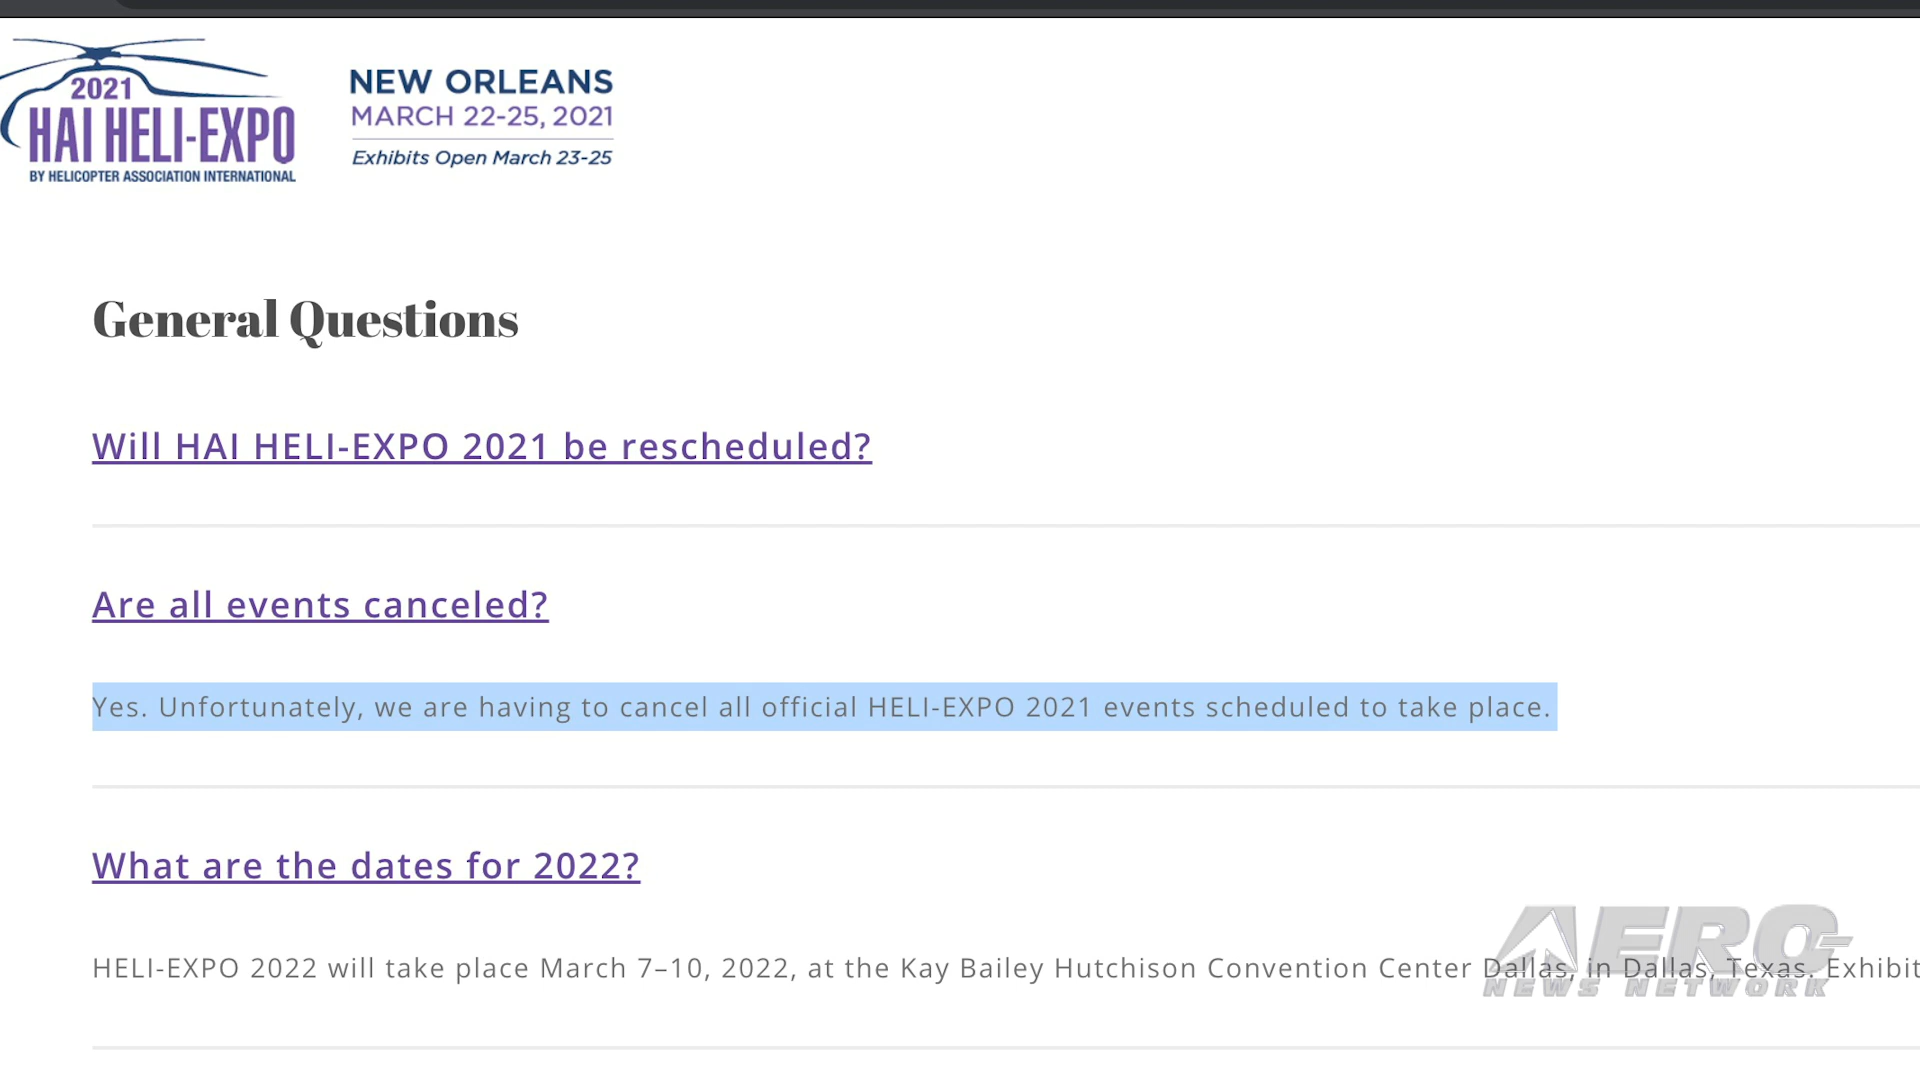 2021
HAI HELI-EXPO
BY HELICOPTER ASSOCIATION INTERNATIONAL
NEW ORLEANS
MARCH 22-25, 2021
Exhibits Open March 23-25
General Questions
Will HAI HELI-EXPO 2021 be rescheduled?
Are all events canceled?
Yes. Unfortunately, we are having to cancel all official HELI-EXPO 2021 events scheduled to take place.
What are the dates for 2022?
HELI-EXPO 2022 will take place March 7–10, 2022, at the Kay Bailey Hutchison Convention Center Dallas, in Dallas, Texas. Exhibit
AERO-
NEWS NETWORK